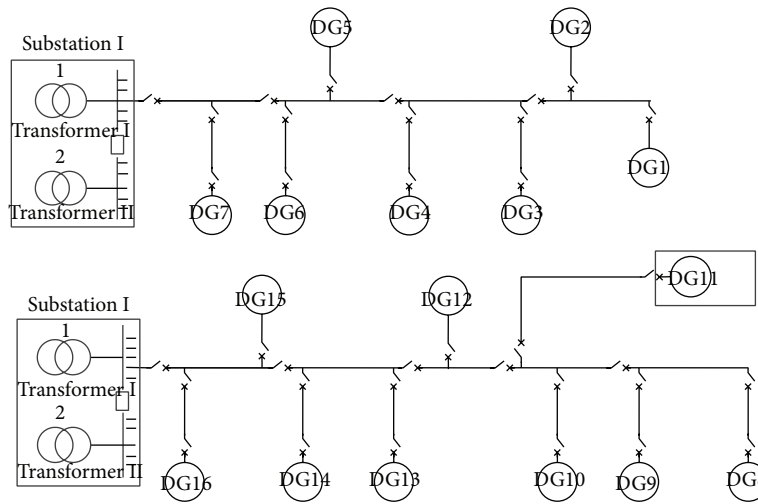 DG5
DG2
Substation I
1
Transformer I
2
Transformer II
DG1
DG7
DG6
DG4
DG3
DG11
DG15
DG12
Substation I
1
Transformer I
2
Transformer II
DG16
DG14
DG13
DG10
DG9
DG